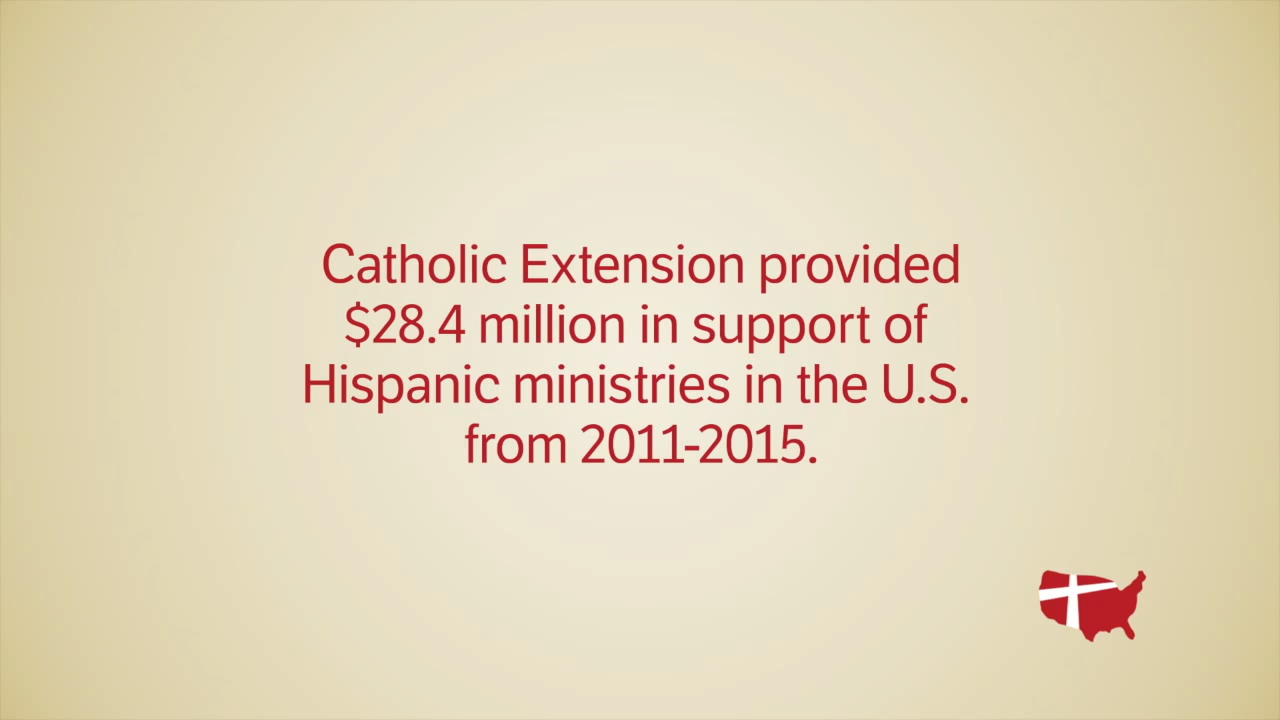 Catholic Extension provided
$28.4 million in support of
Hispanic ministries in the U.S.
from 2011-2015.